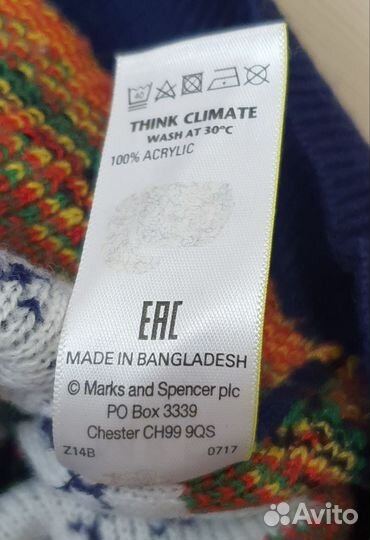 40
THINK CLIMATE
WASH AT 30°C
100% ACRYLIC
EAC
MADE IN BANGLADESH
© Marks and Spencer plc
PO Box 3339
Chester CH99 9QS
Z14B 0717
Avito